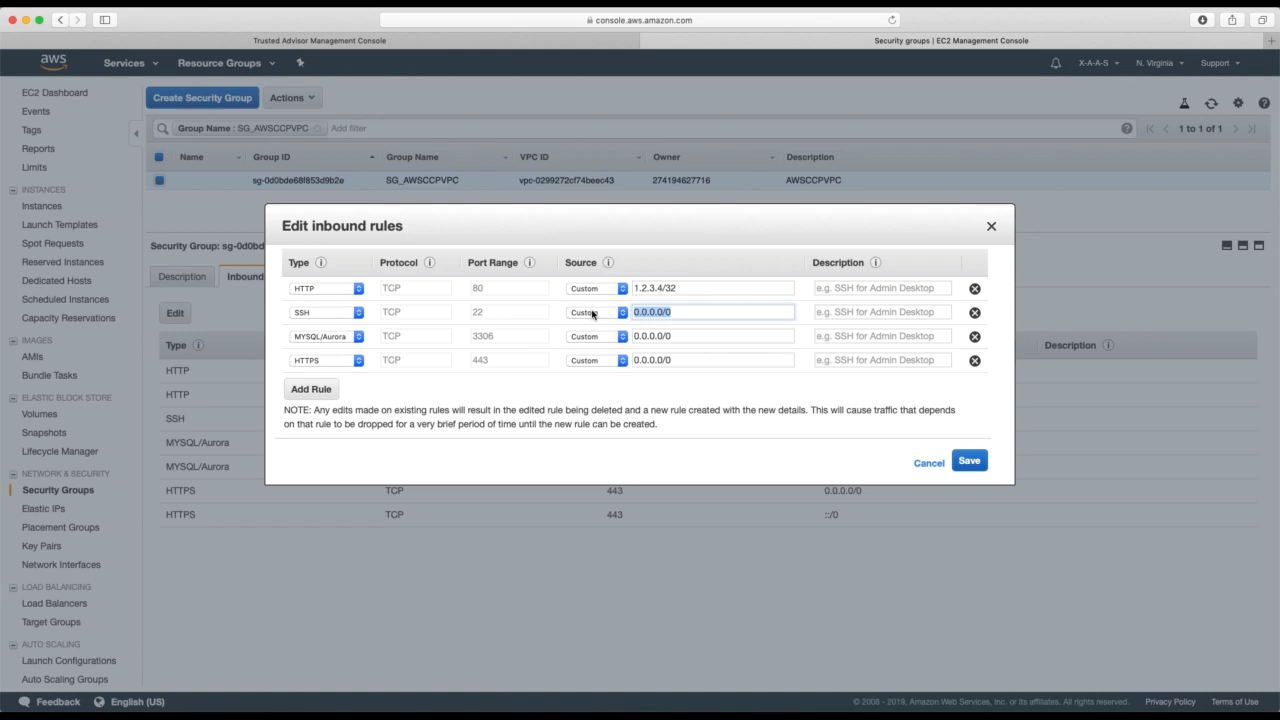 console.aws.amazon.com
Trusted Advisor Management Console
Security groups | EC2 Management Console
aws
Services
Resource Groups
X-A-A-S
N. Virginia
Support
EC2 Dashboard
Events
Tags
Reports
Limits
INSTANCES
Instances
Launch Templates
Spot Requests
Reserved Instances
Dedicated Hosts
Scheduled Instances
Capacity Reservations
IMAGES
AMIs
Bundle Tasks
ELASTIC BLOCK STORE
Volumes
Snapshots
Lifecycle Manager
NETWORK & SECURITY
Security Groups
Elastic IPs
Placement Groups
Key Pairs
Network Interfaces
LOAD BALANCING
Load Balancers
Target Groups
AUTO SCALING
Launch Configurations
Auto Scaling Groups
Create Security Group
Actions
Group Name : SG_AWSCCPVPC
Add filter
1 to 1 of 1
Name Group ID Group Name VPC ID Owner Description
sg-0d0bde68f853d9b2e SG_AWSCCPVPC vpc-0299272cf74beec43 274194627716 AWSCCPVPC
Security Group: sg-0d0bd
Description
Inboun
Edit
Type Description
HTTP
HTTP
SSH
MYSQL/Aurora
MYSQL/Aurora
HTTPS TCP 443 0.0.0.0/0
HTTPS TCP 443 ::/0
Edit inbound rules
Type Protocol Port Range Source Description
HTTP TCP 80 Custom 1.2.3.4/32 e.g. SSH for Admin Desktop
SSH TCP 22 Custom 0.0.0.0/0 e.g. SSH for Admin Desktop
MYSQL/Aurora TCP 3306 Custom 0.0.0.0/0 e.g. SSH for Admin Desktop
HTTPS TCP 443 Custom 0.0.0.0/0 e.g. SSH for Admin Desktop
Add Rule
NOTE: Any edits made on existing rules will result in the edited rule being deleted and a new rule created with the new details. This will cause traffic that depends
on that rule to be dropped for a very brief period of time until the new rule can be created.
Cancel
Save
Feedback
English (US)
© 2008 - 2019, Amazon Web Services, Inc. or its affiliates. All rights reserved.
Privacy Policy
Terms of Use